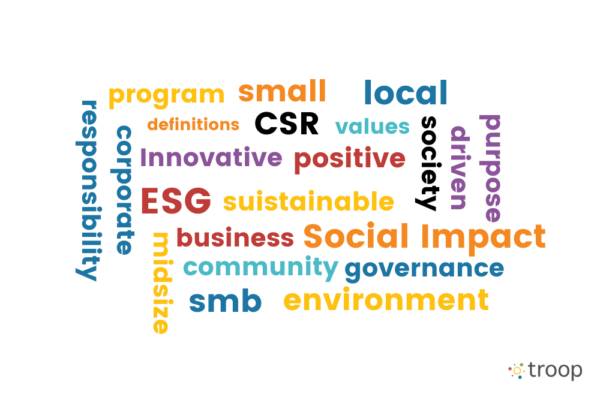 program small local
definitions CSR values
responsibility
corporate
Innovative positive
society
driven
purpose
ESG suistainable
business Social Impact
midsize
community governance
smb environment
troop